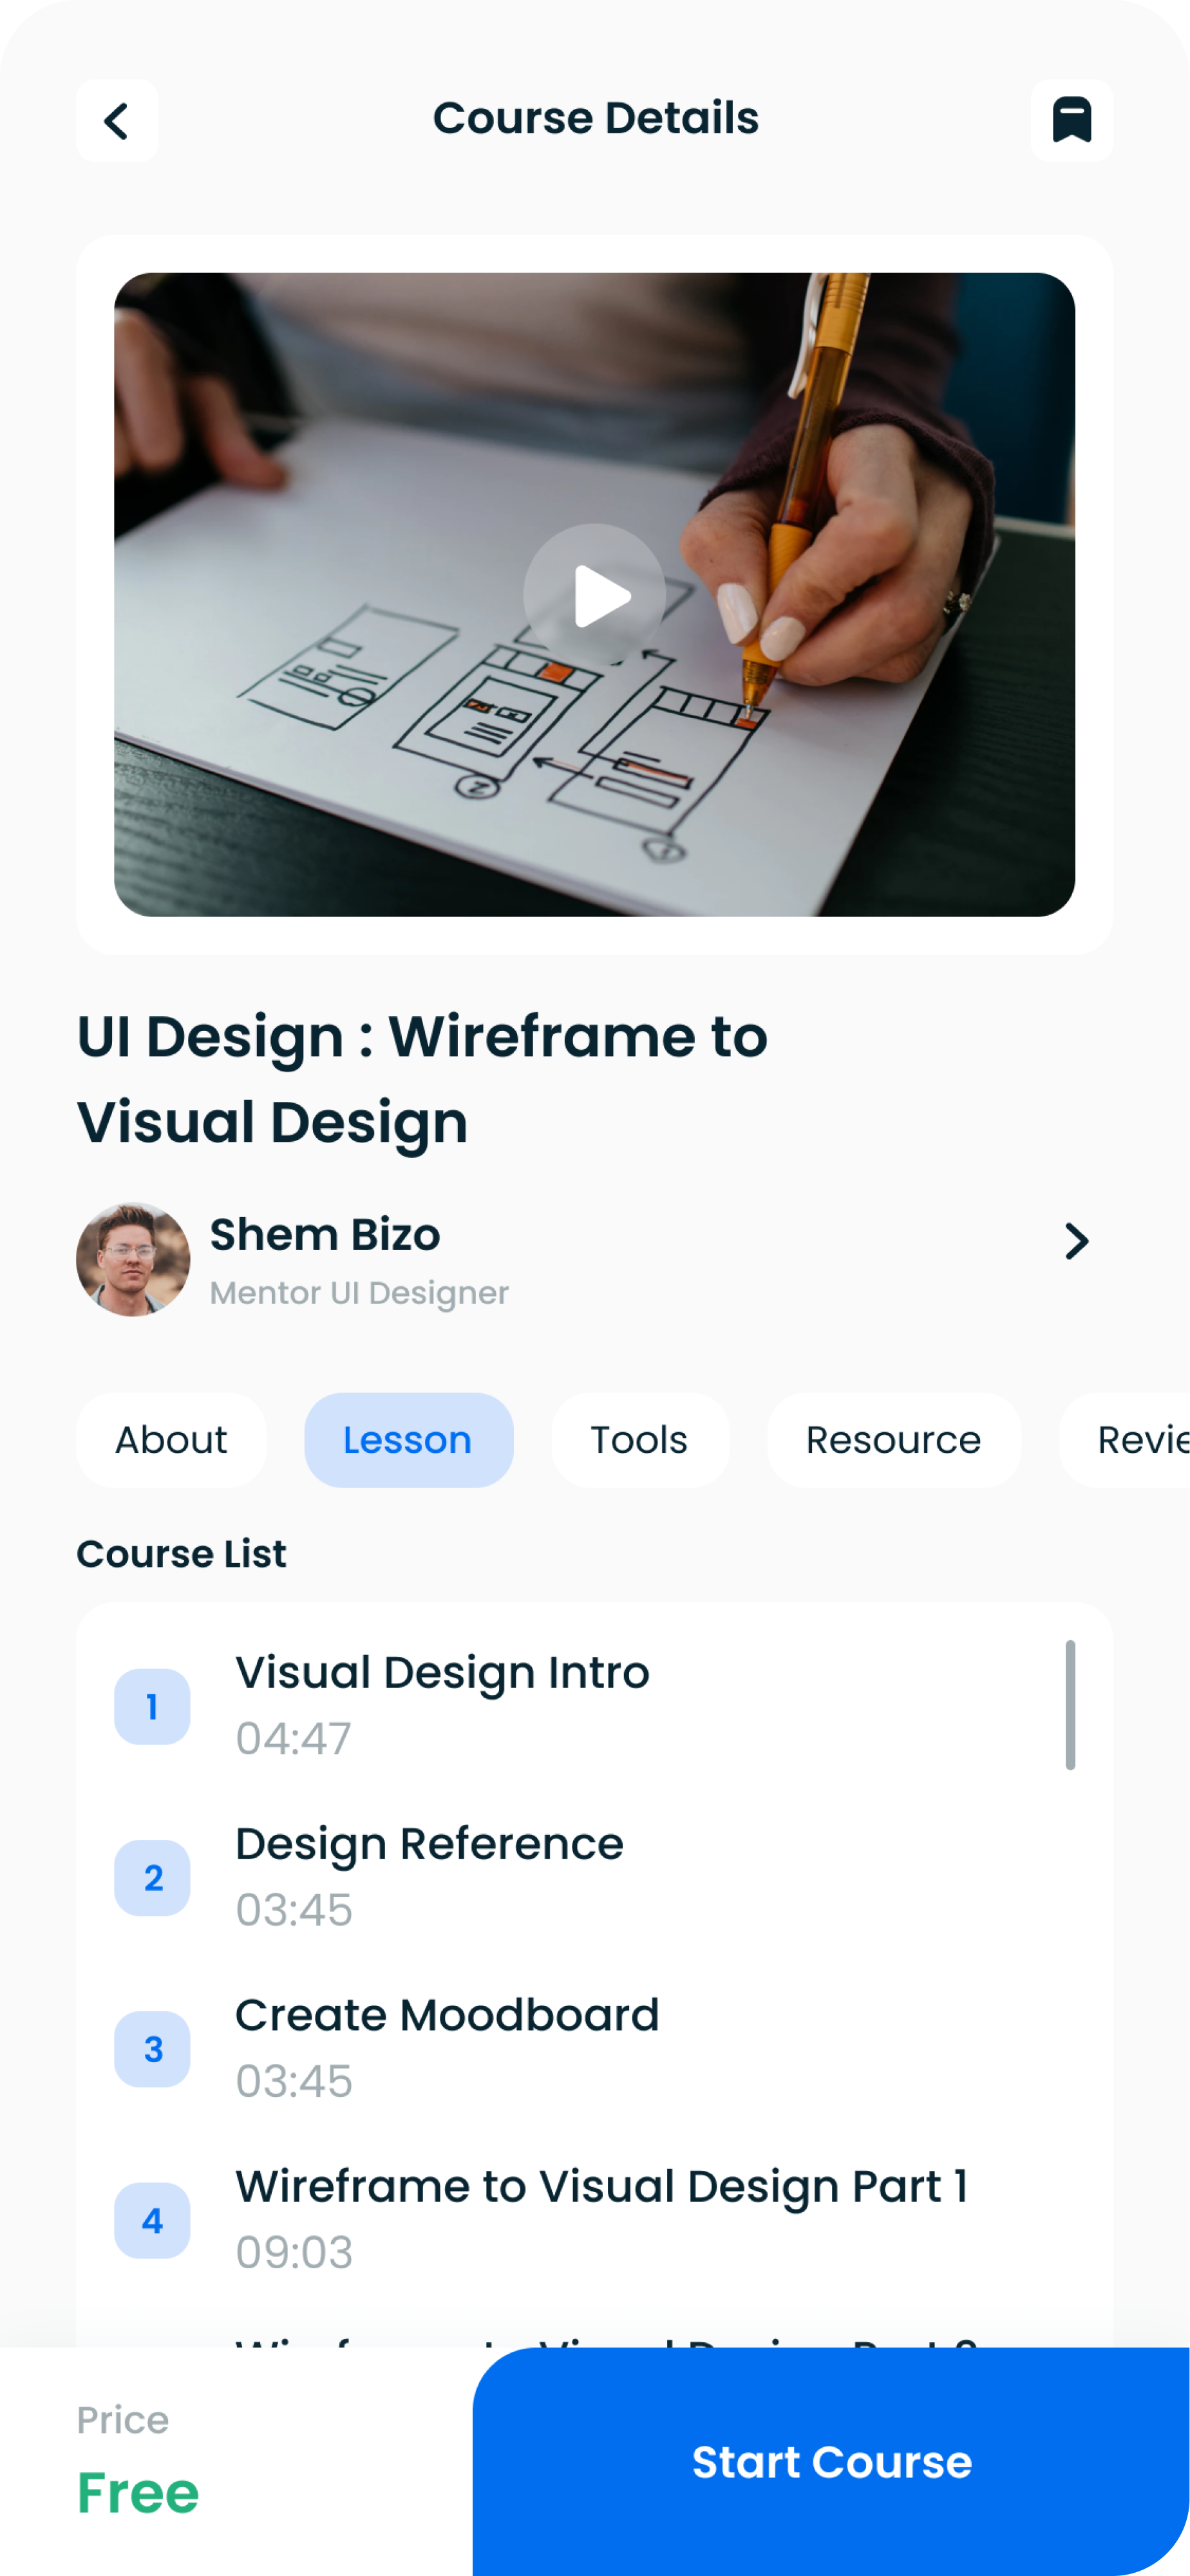 Course Details
UI Design : Wireframe to
Visual Design
Shem Bizo
Mentor UI Designer
About
Lesson
Tools
Resource
Course List
1
Visual Design Intro
04:47
2
Design Reference
03:45
3
Create Moodboard
03:45
4
Wireframe to Visual Design Part 1
09:03
Price
Free
Start Course